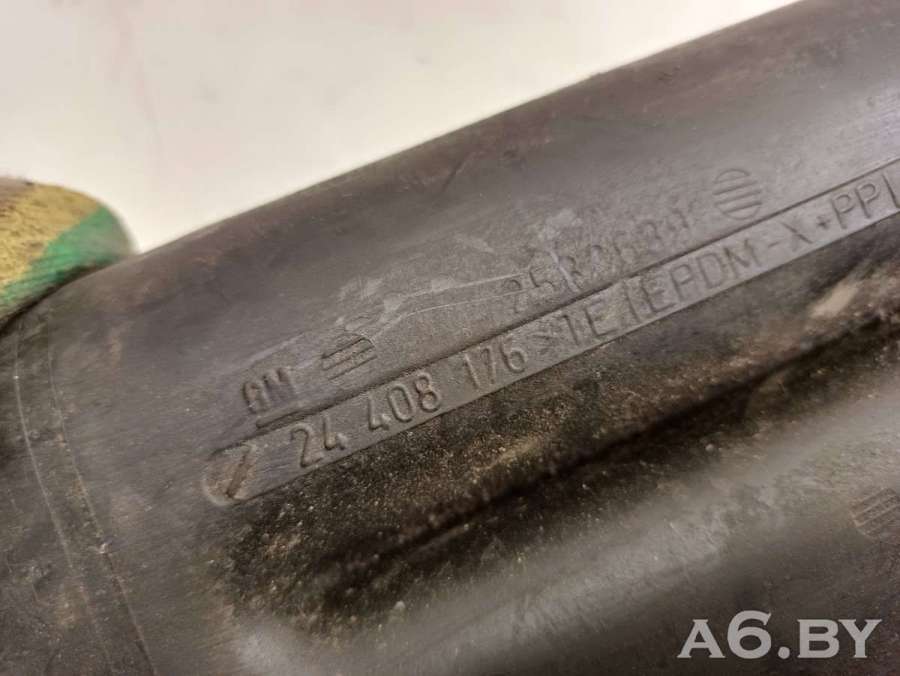 GM
24 408 176 >TE(EPDM-X+PP)
A6.BY